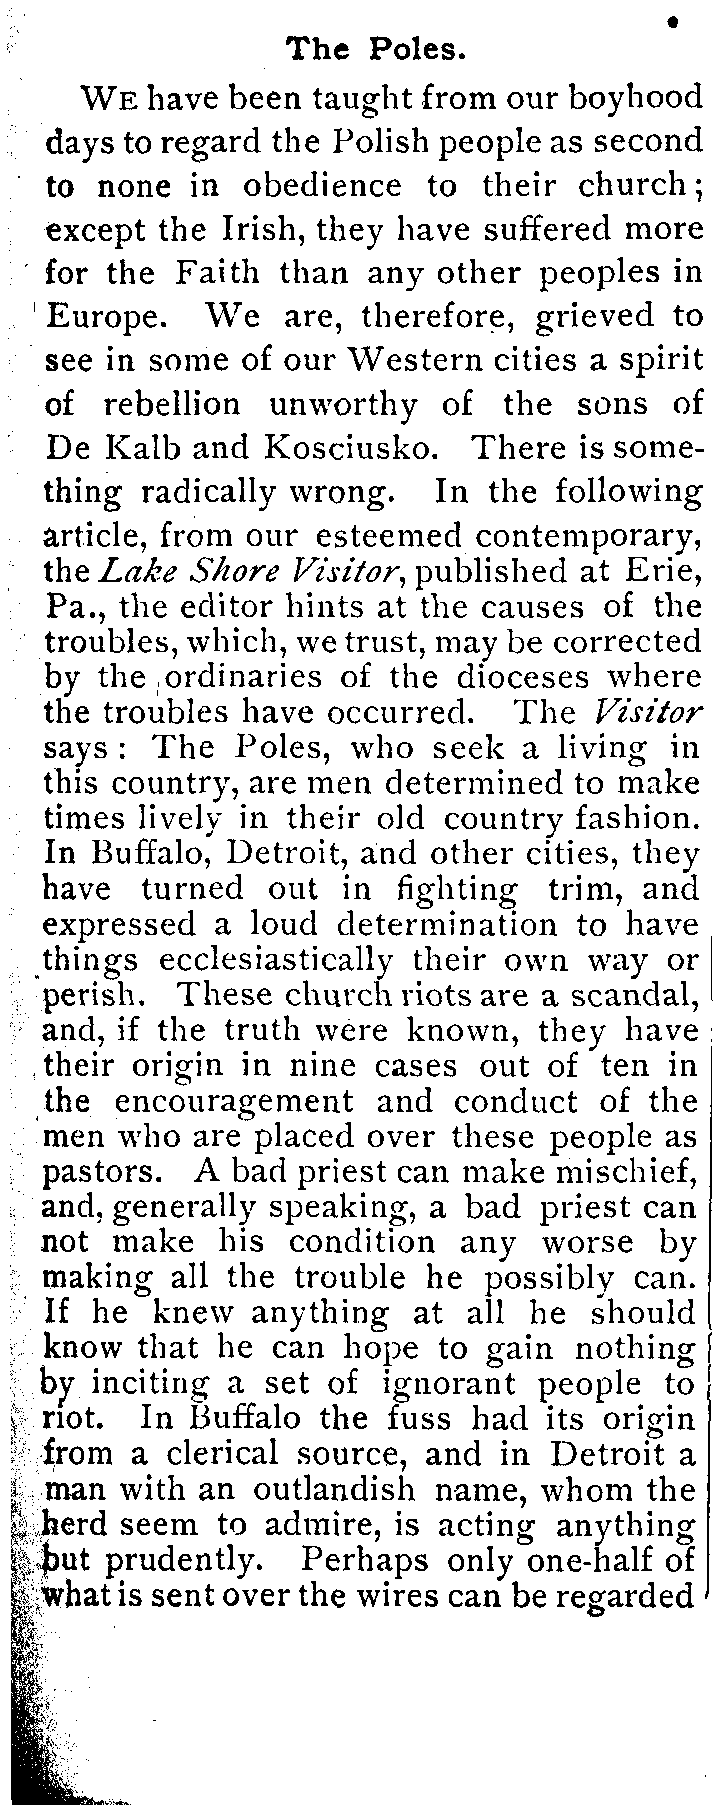 The Poles.
WE have been taught from our boyhood
days to regard the Polish people as second
to none in obedience to their church;
except the Irish, they have suffered more
for the Faith than any other peoples in
Europe. We are, therefore, grieved to
see in some of our Western cities a spirit
of rebellion unworthy of the sons of
De Kalb and Kosciusko. There is some-
thing radically wrong. In the following
article, from our esteemed contemporary,
the Lake Shore Visitor, published at Erie,
Pa., the editor hints at the causes of the
troubles, which, we trust, may be corrected
by the ordinaries of the dioceses where
the troubles have occurred. The Visitor
says: The Poles, who seek a living in
this country, are men determined to make
times lively in their old country fashion.
In Buffalo, Detroit, and other cities, they
have turned out in fighting trim, and
expressed a loud determination to have
things ecclesiastically their own way or
perish. These church riots are a scandal,
and, if the truth were known, they have
their origin in nine cases out of ten in
the encouragement and conduct of the
men who are placed over these people as
pastors. A bad priest can make mischief,
and, generally speaking, a bad priest can
not make his condition any worse by
making all the trouble he possibly can.
If he knew anything at all he should
know that he can hope to gain nothing
by inciting a set of ignorant people to
riot. In Buffalo the fuss had its origin
from a clerical source, and in Detroit a
man with an outlandish name, whom the
herd seem to admire, is acting anything
but prudently. Perhaps only one-half of
what is sent over the wires can be regarded